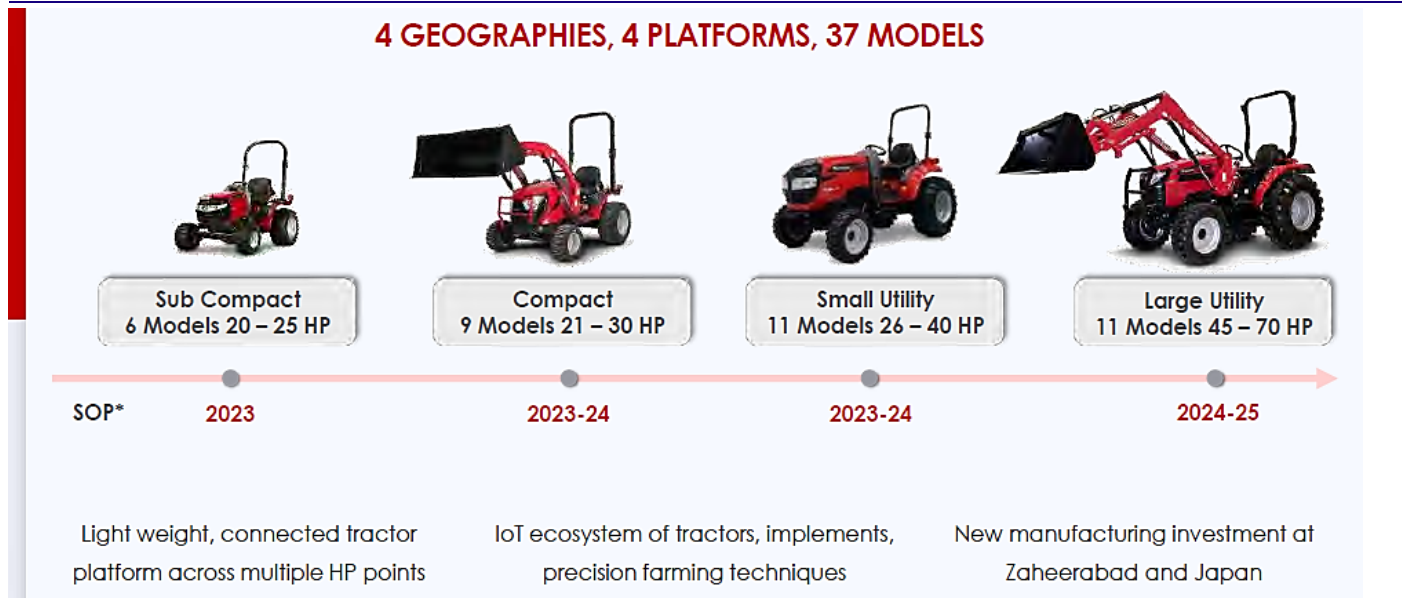 4 GEOGRAPHIES, 4 PLATFORMS, 37 MODELS
Sub Compact
6 Models 20 – 25 HP
Compact
9 Models 21 – 30 HP
Small Utility
11 Models 26 – 40 HP
Large Utility
11 Models 45 – 70 HP
SOP*
2023
2023-24
2023-24
2024-25
Light weight, connected tractor
platform across multiple HP points
IoT ecosystem of tractors, implements,
precision farming techniques
New manufacturing investment at
Zaheerabad and Japan